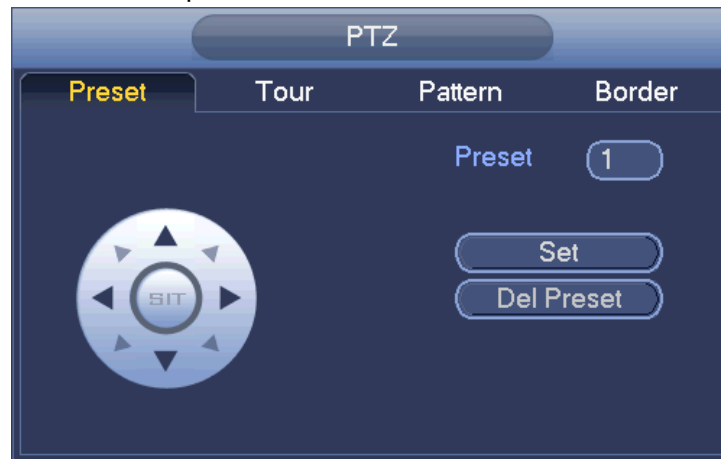 PTZ
Preset Tour Pattern Border
Preset 1
Set
SIT
Del Preset